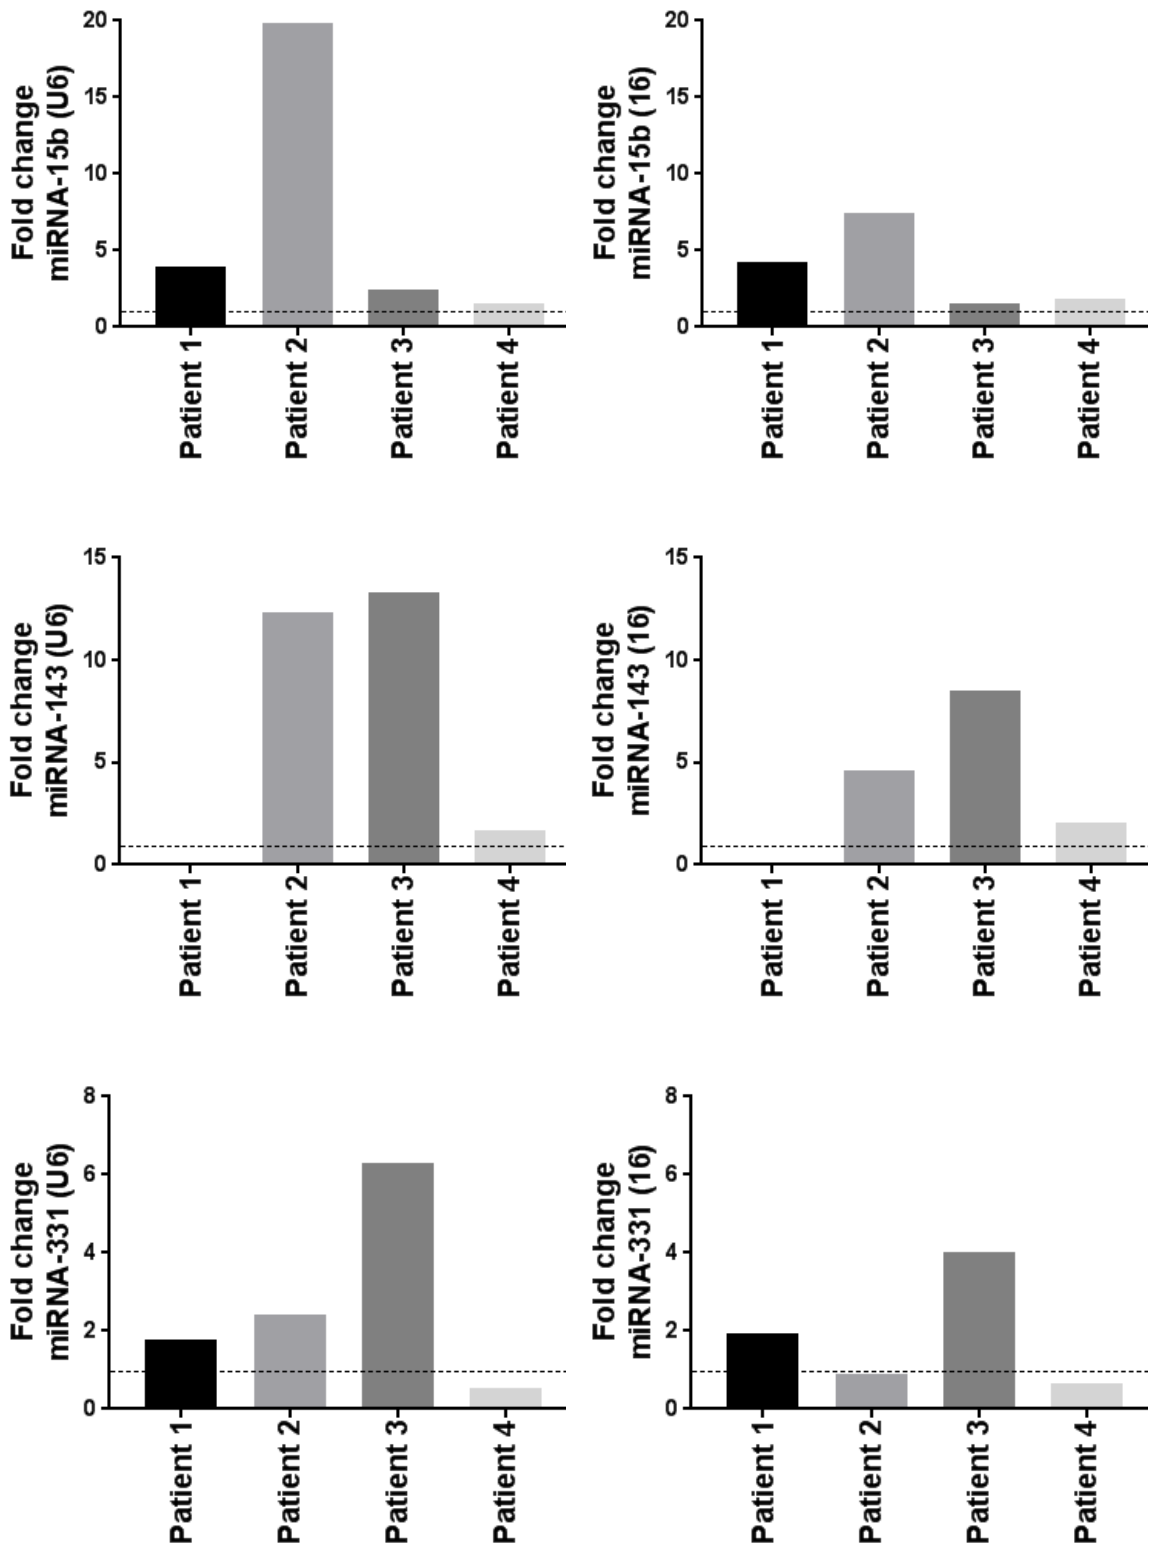 Fold change
miRNA-15b (U6)
20
15
10
5
0
Patient 1
Patient 2
Patient 3
Patient 4
Fold change
miRNA-15b (16)
20
15
10
5
0
Patient 1
Patient 2
Patient 3
Patient 4
Fold change
miRNA-143 (U6)
15
10
5
0
Patient 1
Patient 2
Patient 3
Patient 4
Fold change
miRNA-143 (16)
15
10
5
0
Patient 1
Patient 2
Patient 3
Patient 4
Fold change
miRNA-331 (U6)
8
6
4
2
0
Patient 1
Patient 2
Patient 3
Patient 4
Fold change
miRNA-331 (16)
8
6
4
2
0
Patient 1
Patient 2
Patient 3
Patient 4